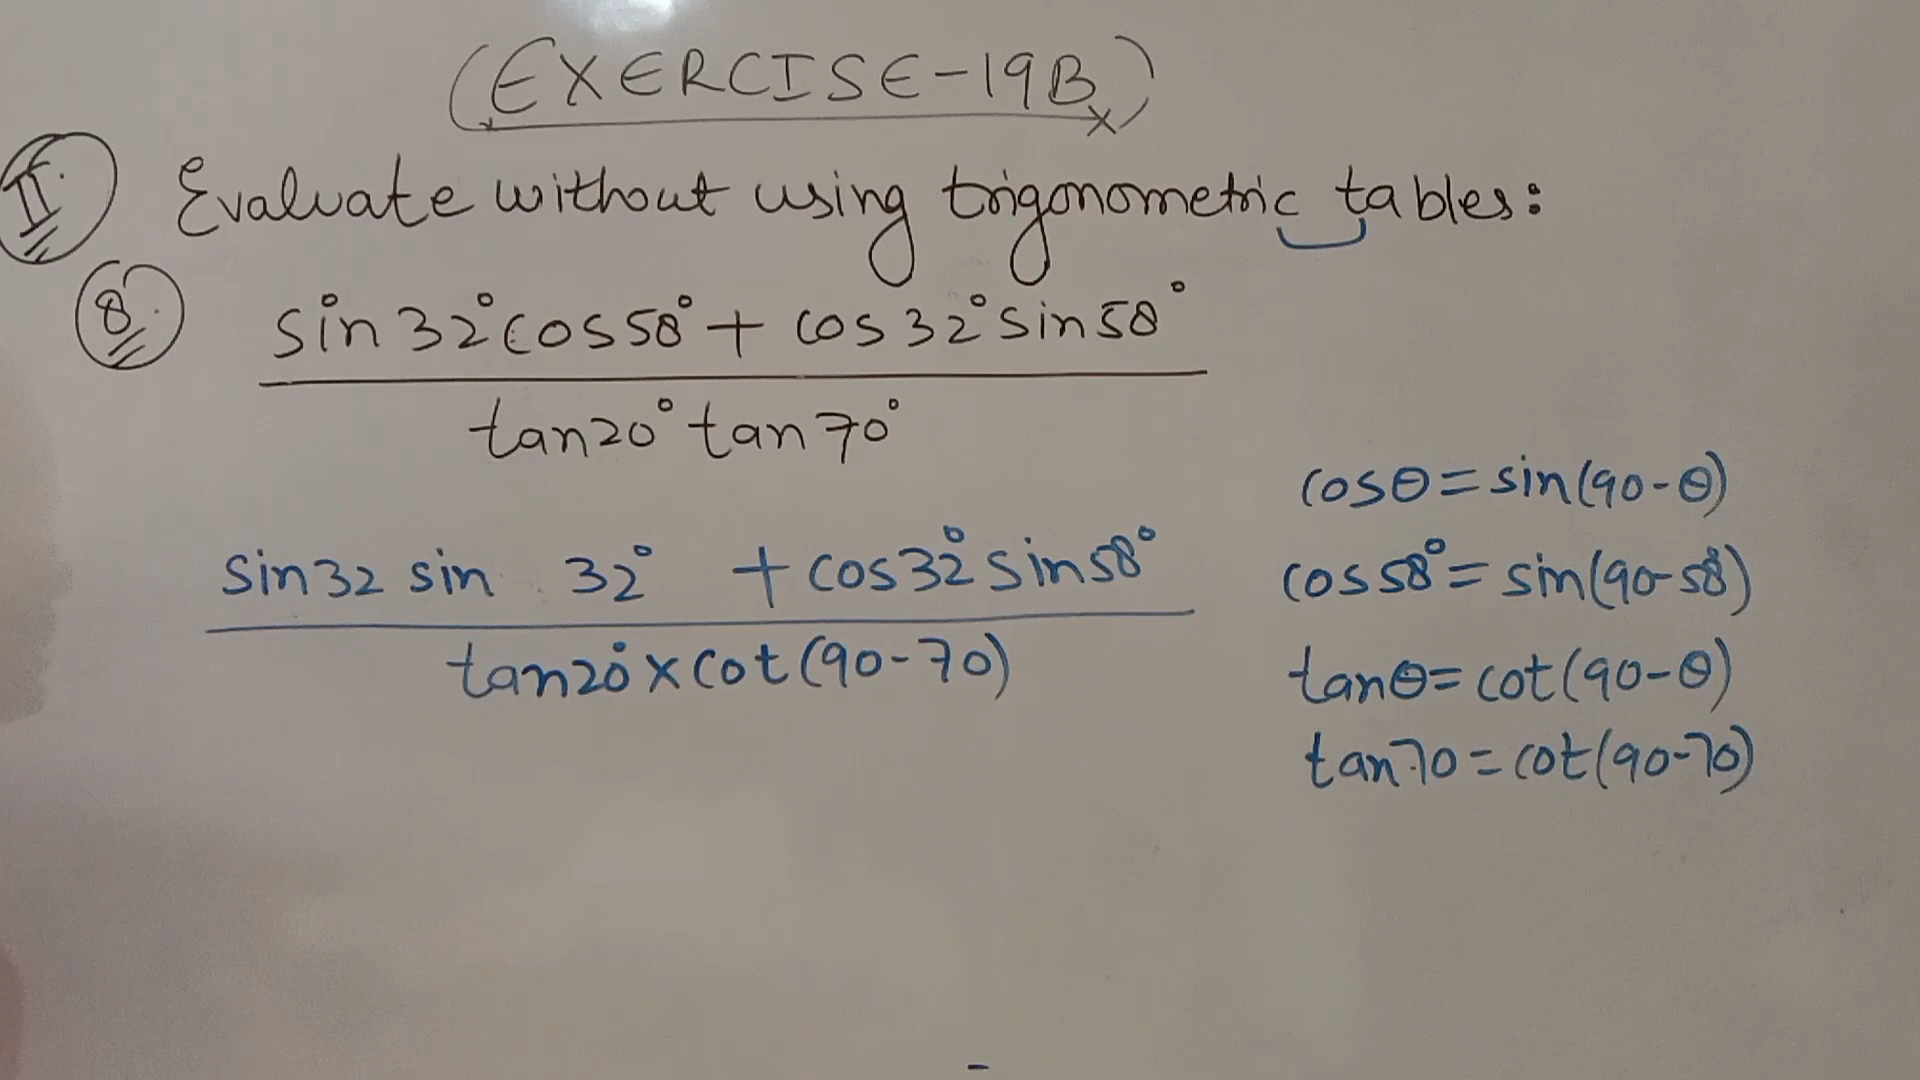 (EXERCISE-19B)
II. Evaluate without using trigonometric tables:
8. sin 32° cos 58° + cos 32° sin 58°
tan 20° tan 70°
cosθ = sin(90-θ)
sin 32 sin 32° + cos 32° sin 58°
cos 58° = sin(90-58)
tan 20° × cot(90-70)
tanθ = cot(90-θ)
tan 70 = cot(90-70)